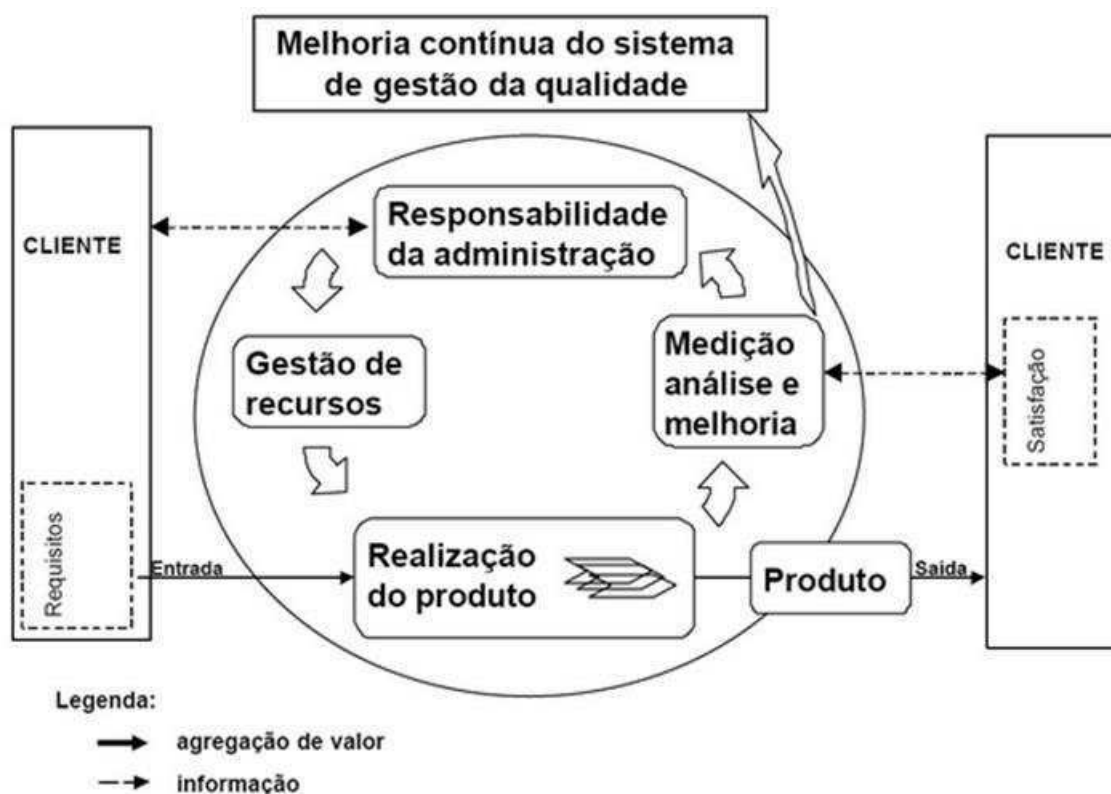 Melhoria contínua do sistema
de gestão da qualidade
CLIENTE
Responsabilidade
da administração
CLIENTE
Gestão de
recursos
Medição
análise e
melhoria
Satisfação
Requisitos
Entrada
Realização
do produto
Produto
Saida
Legenda:
agregação de valor
informação